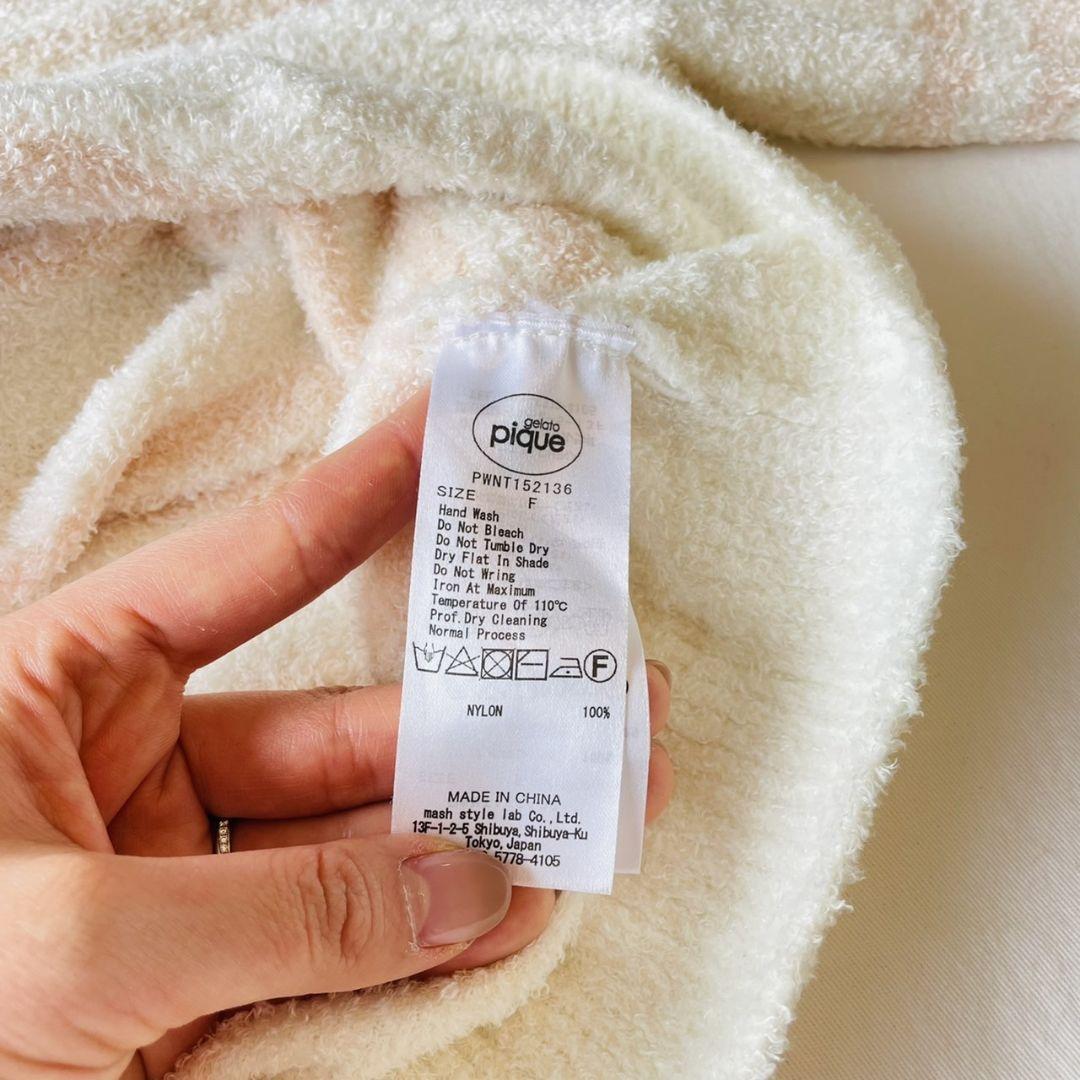 gelato
pique
PWNT152136
SIZE F
Hand Wash
Do Not Bleach
Do Not Tumble Dry
Dry Flat In Shade
Do Not Wring
Iron At Maximum
Temperature Of 110℃
Prof.Dry Cleaning
Normal Process
F
NYLON 100%
MADE IN CHINA
mash style lab Co.,Ltd.
13F-1-2-5 Shibuya,Shibuya-Ku
Tokyo,Japan
5778-4105